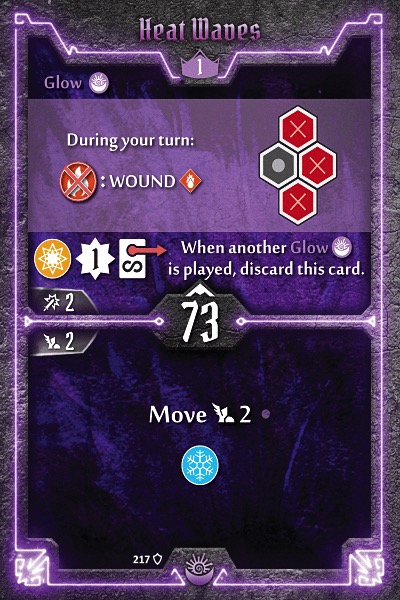 Heat Waves
1
Glow
During your turn:
: WOUND
1
When another Glow
is played, discard this card.
2
73
2
Move 2
217